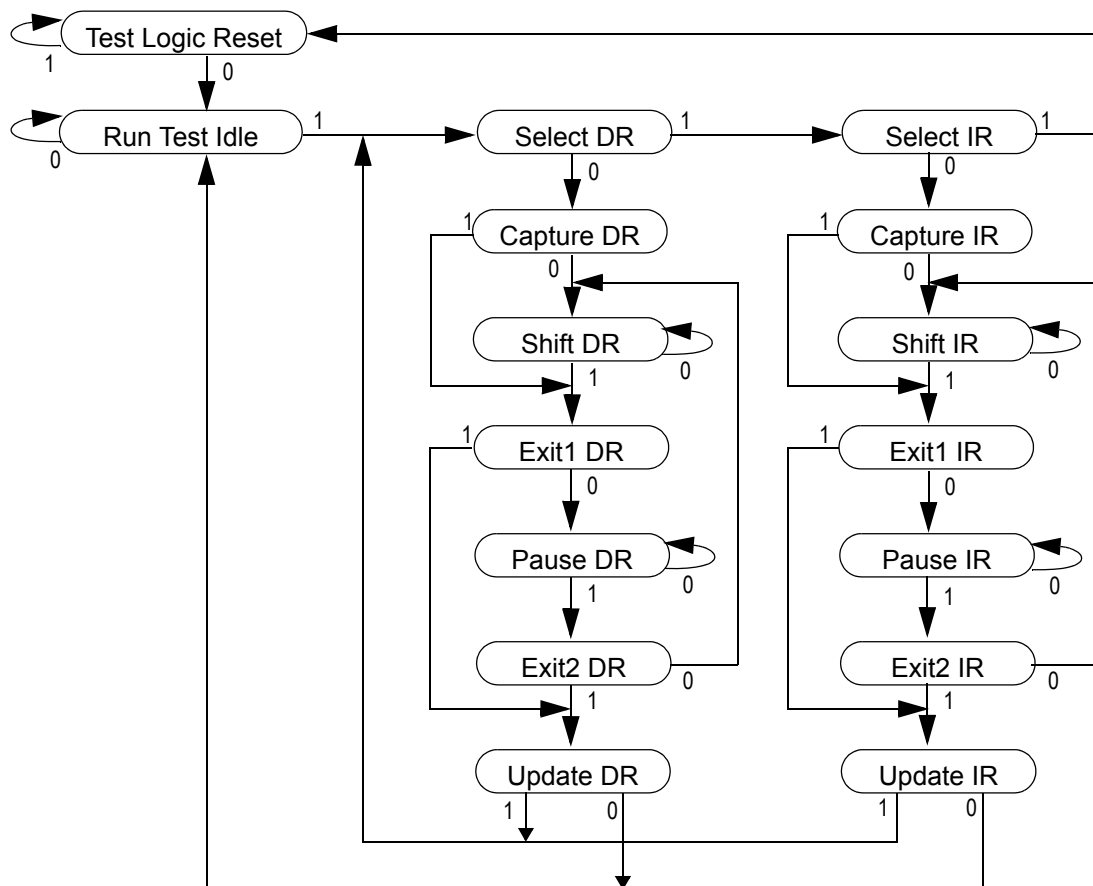 Test Logic Reset
1
0
Run Test Idle
1
0
Select DR
1
0
Select IR
1
0
Capture DR
1
0
Capture IR
1
0
Shift DR
0
1
Shift IR
0
1
Exit1 DR
1
0
Exit1 IR
1
0
Pause DR
0
1
Pause IR
0
1
Exit2 DR
0
1
Exit2 IR
0
1
Update DR
1
0
Update IR
1
0